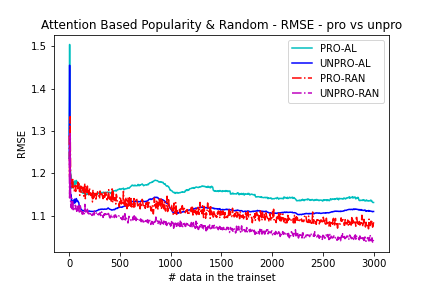 Attention Based Popularity & Random - RMSE - pro vs unpro
PRO-AL
UNPRO-AL
PRO-RAN
UNPRO-RAN
RMSE
1.5
1.4
1.3
1.2
1.1
0 500 1000 1500 2000 2500 3000
# data in the trainset